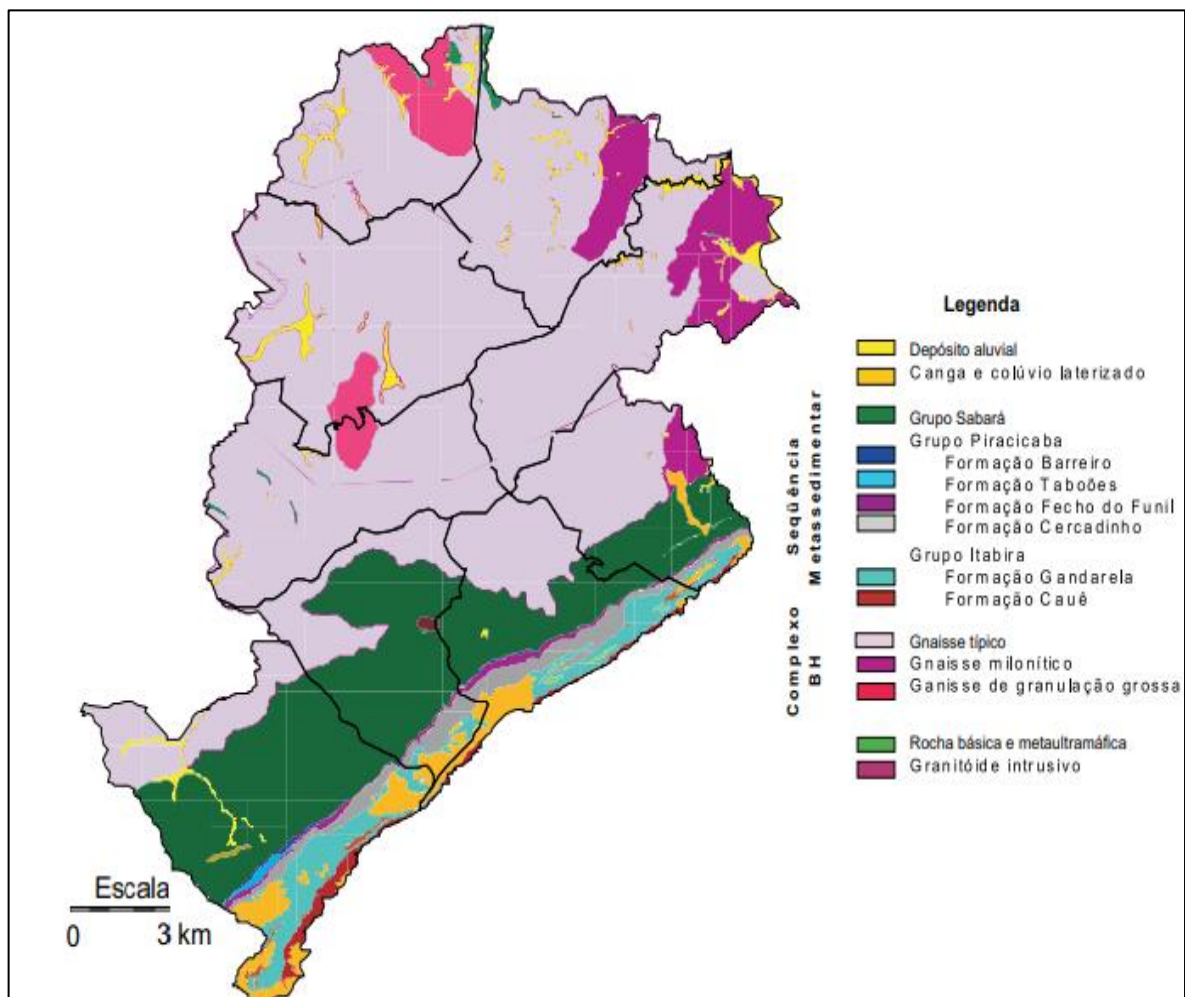 Legenda
Depósito aluvial
Canga e colúvio laterizado
Seqüência
Metassedimentar
Grupo Sabará
Grupo Piracicaba
Formação Barreiro
Formação Taboões
Formação Fecho do Funil
Formação Cercadinho
Grupo Itabira
Formação Gandarela
Formação Cauê
Complexo
BH
Gnaisse típico
Gnaisse milonítico
Ganisse de granulação grossa
Rocha básica e metaultramáfica
Granitóide intrusivo
Escala
0 3 km